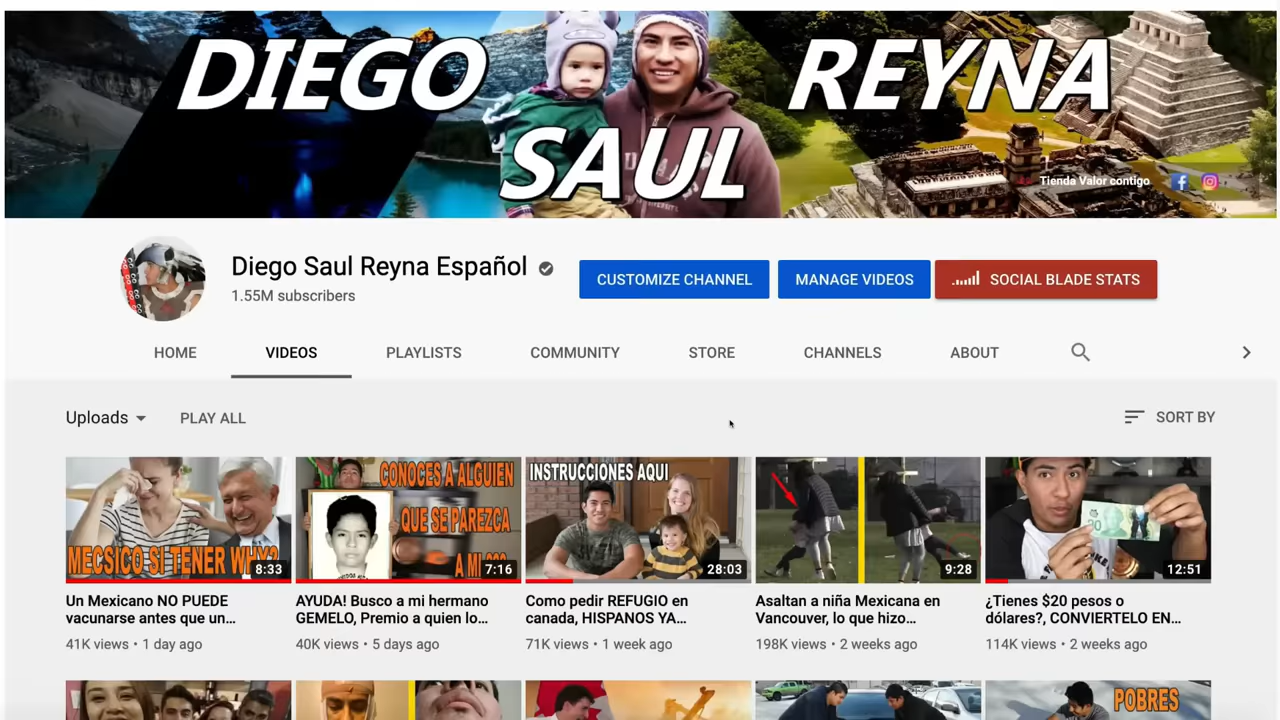 DIEGO
REYNA
SAUL
Tienda Valor contigo
Diego Saul Reyna Español
1.55M subscribers
CUSTOMIZE CHANNEL
MANAGE VIDEOS
SOCIAL BLADE STATS
HOME
VIDEOS
PLAYLISTS
COMMUNITY
STORE
CHANNELS
ABOUT
Uploads
PLAY ALL
SORT BY
MECSICO SI TENER WHY?
8:33
CONOCES A ALGUIEN
QUE SE PAREZCA
A MI ???
7:16
INSTRUCCIONES AQUI
28:03
9:28
20
12:51
Un Mexicano NO PUEDE
vacunarse antes que un...
41K views • 1 day ago
AYUDA! Busco a mi hermano
GEMELO, Premio a quien lo...
40K views • 5 days ago
Como pedir REFUGIO en
canada, HISPANOS YA...
71K views • 1 week ago
Asaltan a niña Mexicana en
Vancouver, lo que hizo...
198K views • 2 weeks ago
¿Tienes $20 pesos o
dólares?, CONVIERTELO EN...
114K views • 2 weeks ago
POBRES